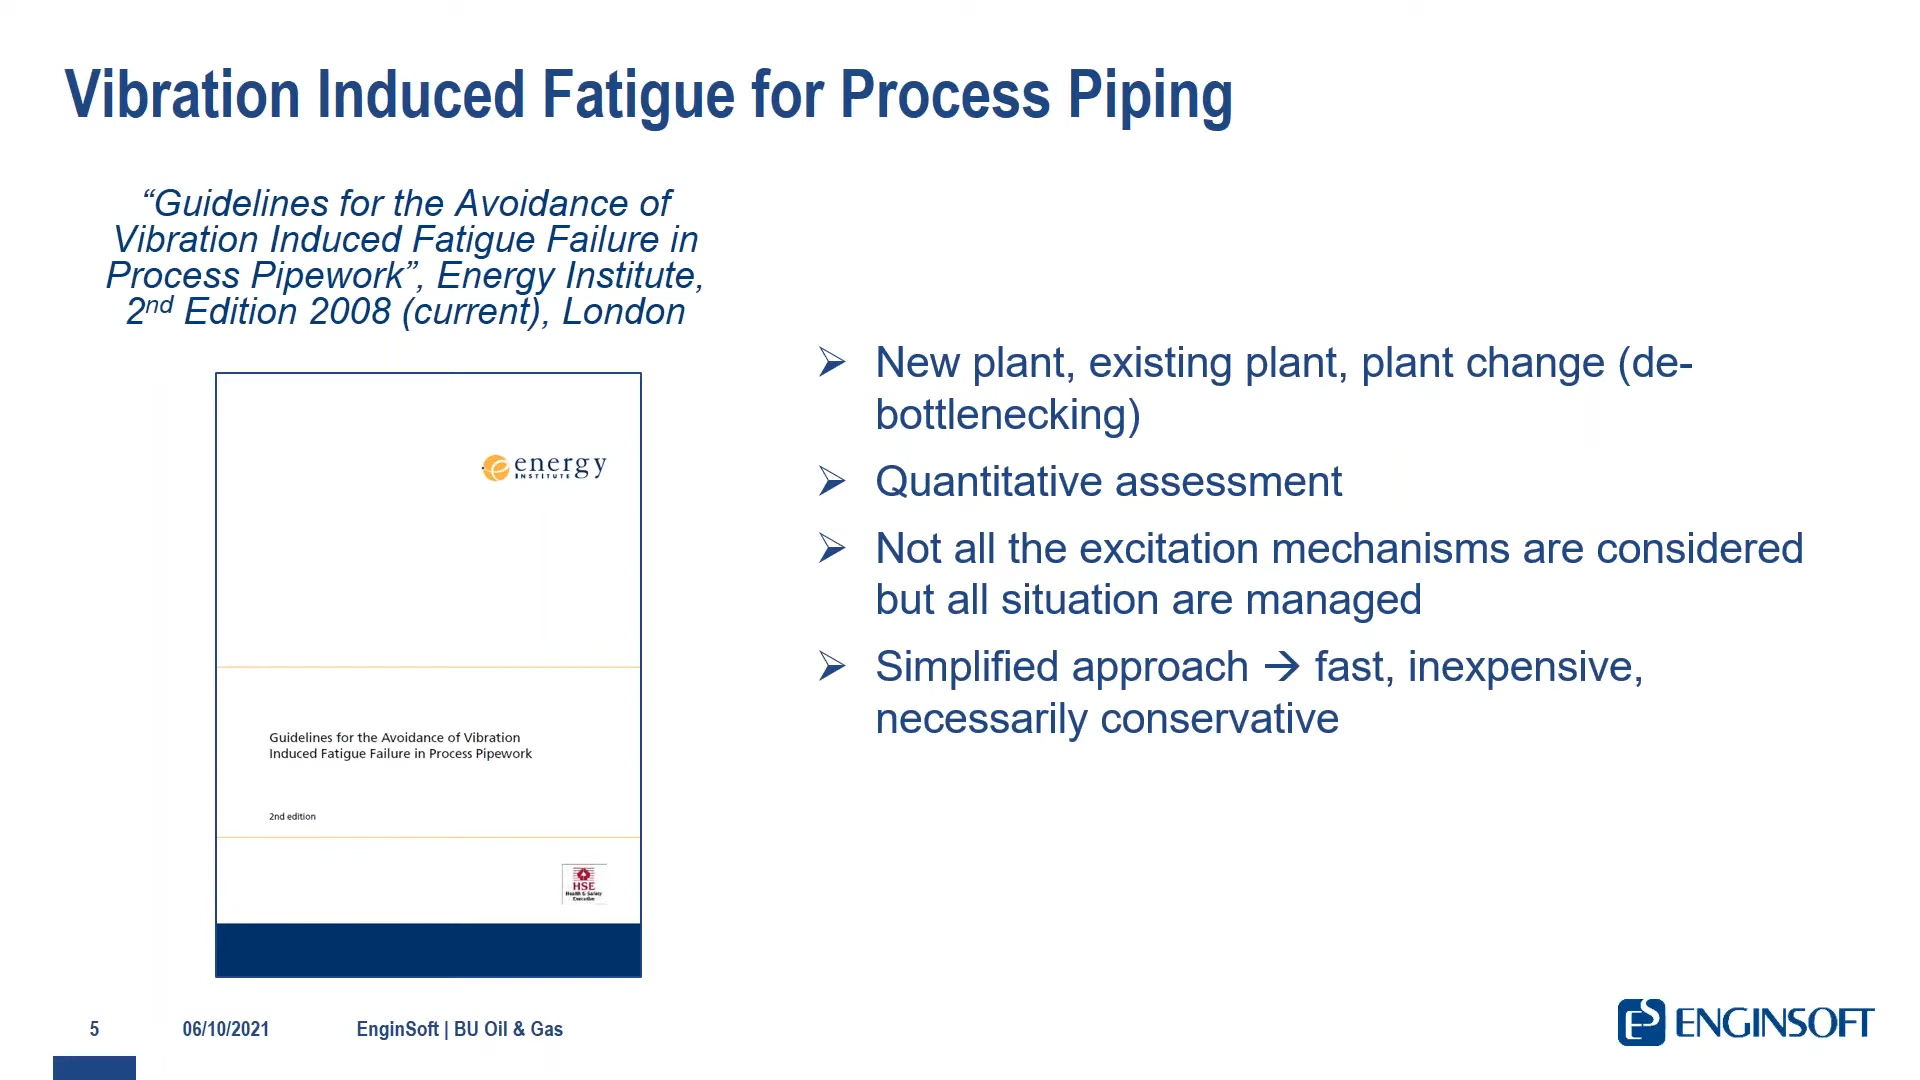 Vibration Induced Fatigue for Process Piping
“Guidelines for the Avoidance of
Vibration Induced Fatigue Failure in
Process Pipework”, Energy Institute,
2nd Edition 2008 (current), London
energy
INSTITUTE
Guidelines for the Avoidance of Vibration
Induced Fatigue Failure in Process Pipework
2nd edition
HSE
Health & Safety
Executive
➢ New plant, existing plant, plant change (de-
bottlenecking)
➢ Quantitative assessment
➢ Not all the excitation mechanisms are considered
but all situation are managed
➢ Simplified approach → fast, inexpensive,
necessarily conservative
5 06/10/2021 EnginSoft | BU Oil & Gas
ES ENGINSOFT